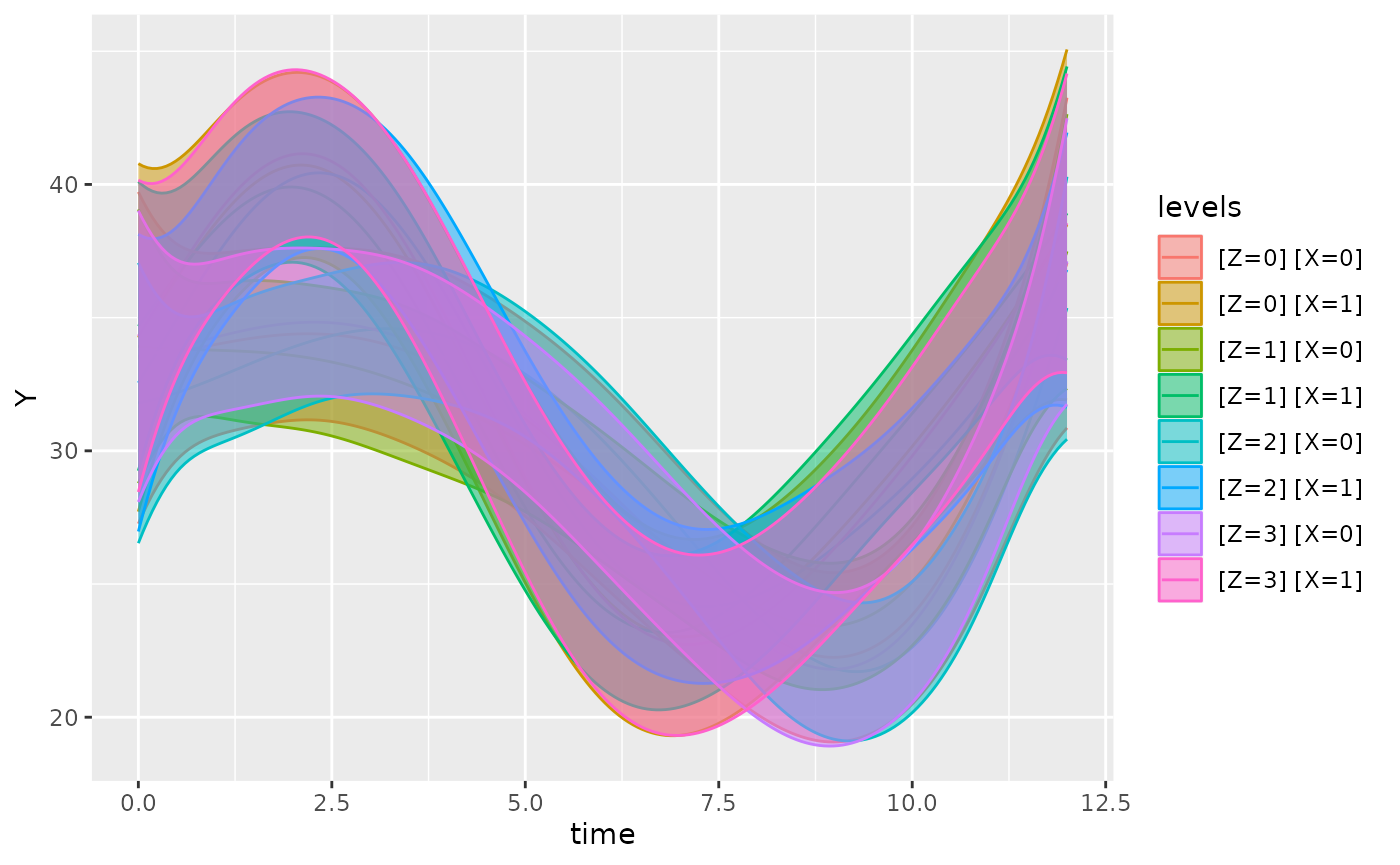 Y
40
30
20
0.0 2.5 5.0 7.5 10.0 12.5
time
levels
[Z=0] [X=0]
[Z=0] [X=1]
[Z=1] [X=0]
[Z=1] [X=1]
[Z=2] [X=0]
[Z=2] [X=1]
[Z=3] [X=0]
[Z=3] [X=1]